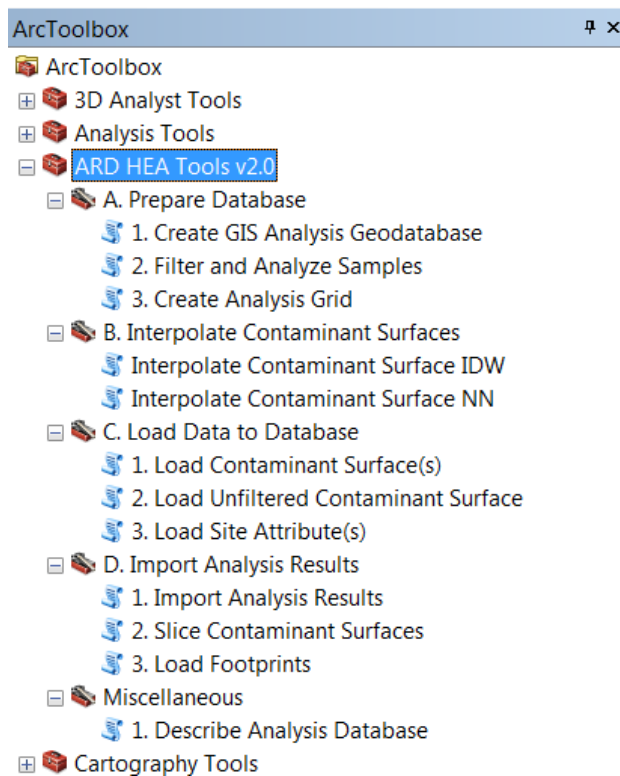 ArcToolbox
ArcToolbox
3D Analyst Tools
Analysis Tools
ARD HEA Tools v2.0
A. Prepare Database
1. Create GIS Analysis Geodatabase
2. Filter and Analyze Samples
3. Create Analysis Grid
B. Interpolate Contaminant Surfaces
Interpolate Contaminant Surface IDW
Interpolate Contaminant Surface NN
C. Load Data to Database
1. Load Contaminant Surface(s)
2. Load Unfiltered Contaminant Surface
3. Load Site Attribute(s)
D. Import Analysis Results
1. Import Analysis Results
2. Slice Contaminant Surfaces
3. Load Footprints
Miscellaneous
1. Describe Analysis Database
Cartography Tools